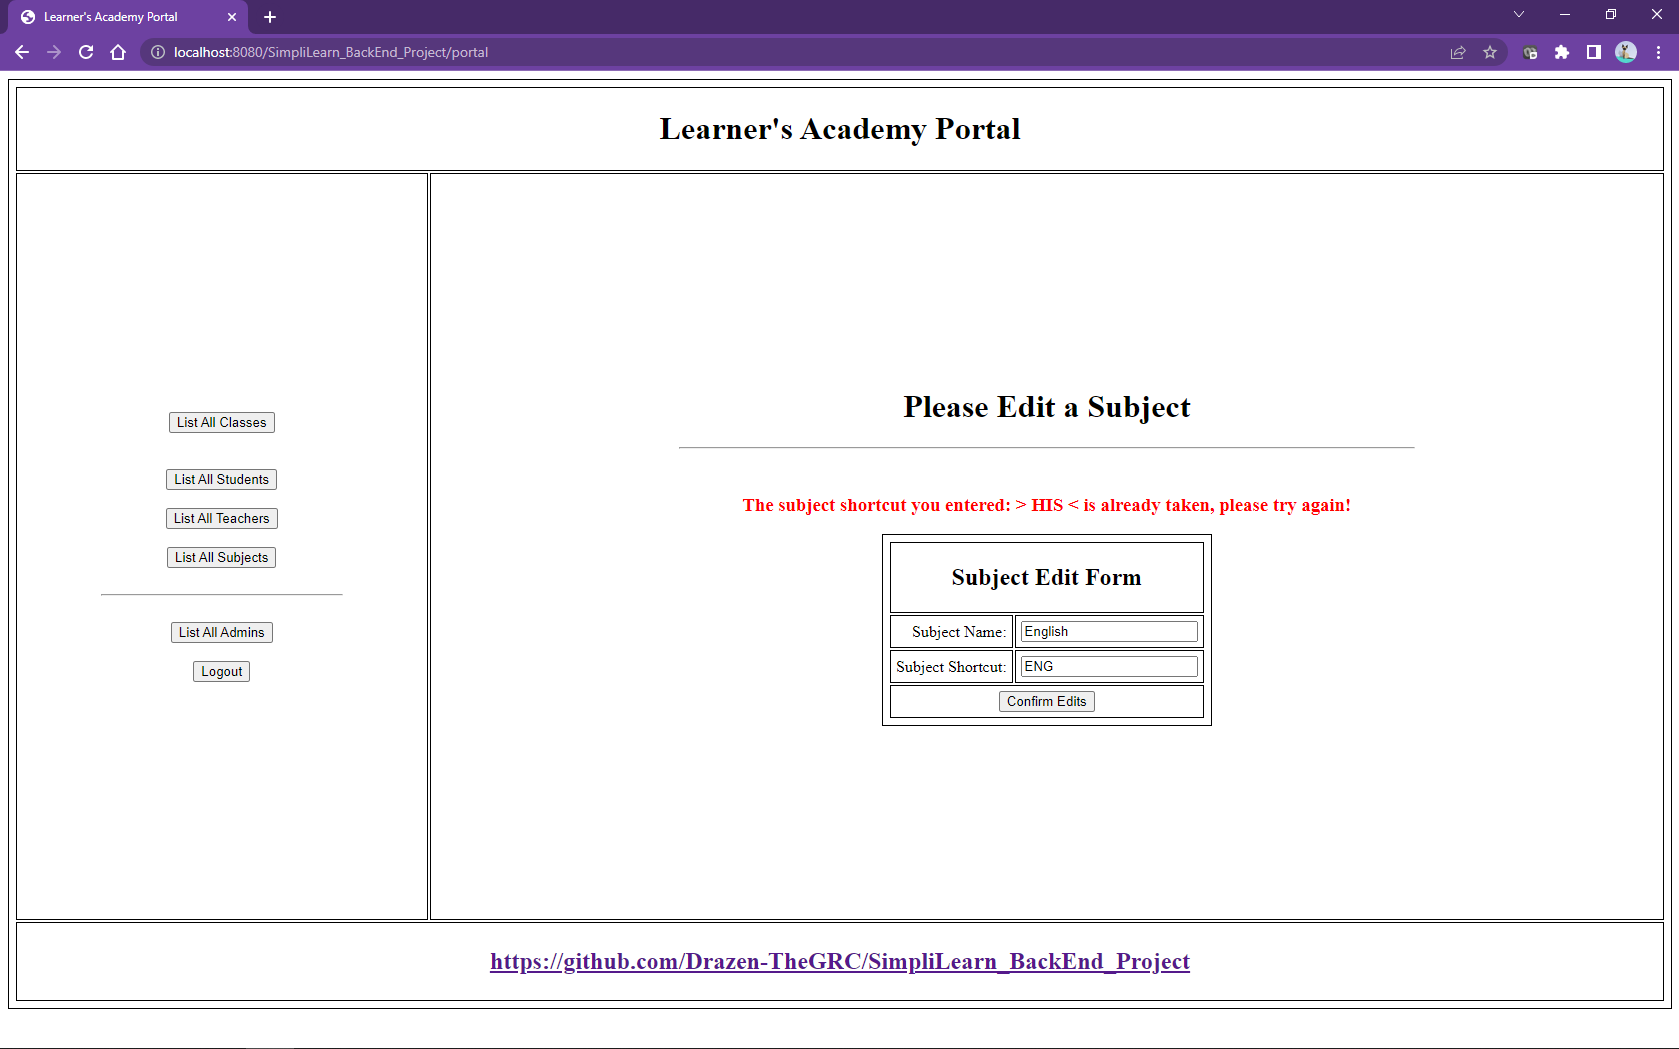 Learner's Academy Portal
localhost:8080/SimpliLearn_BackEnd_Project/portal
Learner's Academy Portal
List All Classes
List All Students
List All Teachers
List All Subjects
List All Admins
Logout
Please Edit a Subject
The subject shortcut you entered: > HIS < is already taken, please try again!
Subject Edit Form
Subject Name: English
Subject Shortcut: ENG
Confirm Edits
https://github.com/Drazen-TheGRC/SimpliLearn_BackEnd_Project